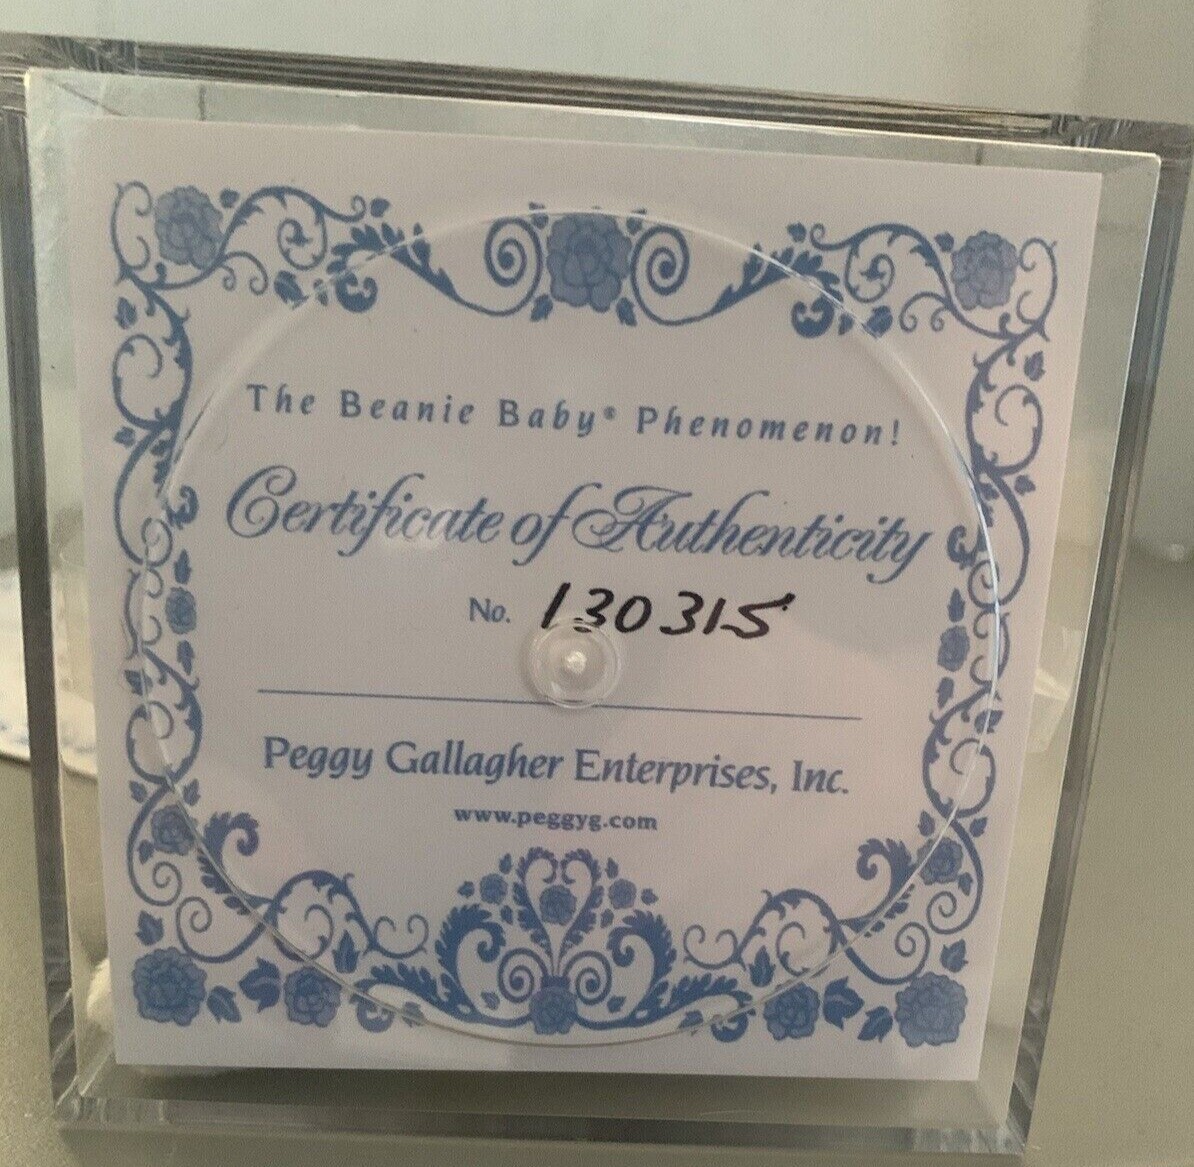 The Beanie Baby® Phenomenon!
Certificate of Authenticity
No. 130315
Peggy Gallagher Enterprises, Inc.
www.peggyg.com